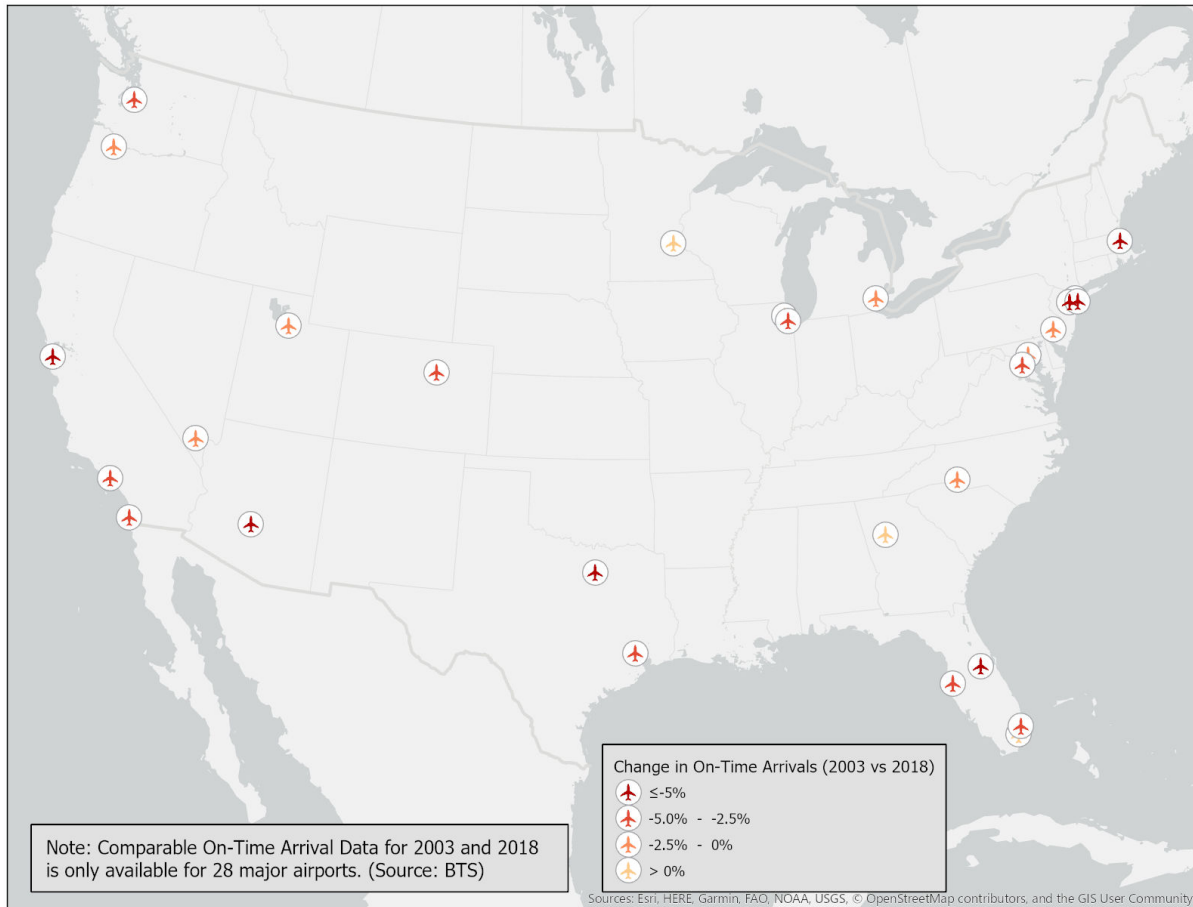 Change in On-Time Arrivals (2003 vs 2018)
≤-5%
-5.0% - -2.5%
-2.5% - 0%
> 0%
Note: Comparable On-Time Arrival Data for 2003 and 2018
is only available for 28 major airports. (Source: BTS)
Sources: Esri, HERE, Garmin, FAO, NOAA, USGS, © OpenStreetMap contributors, and the GIS User Community